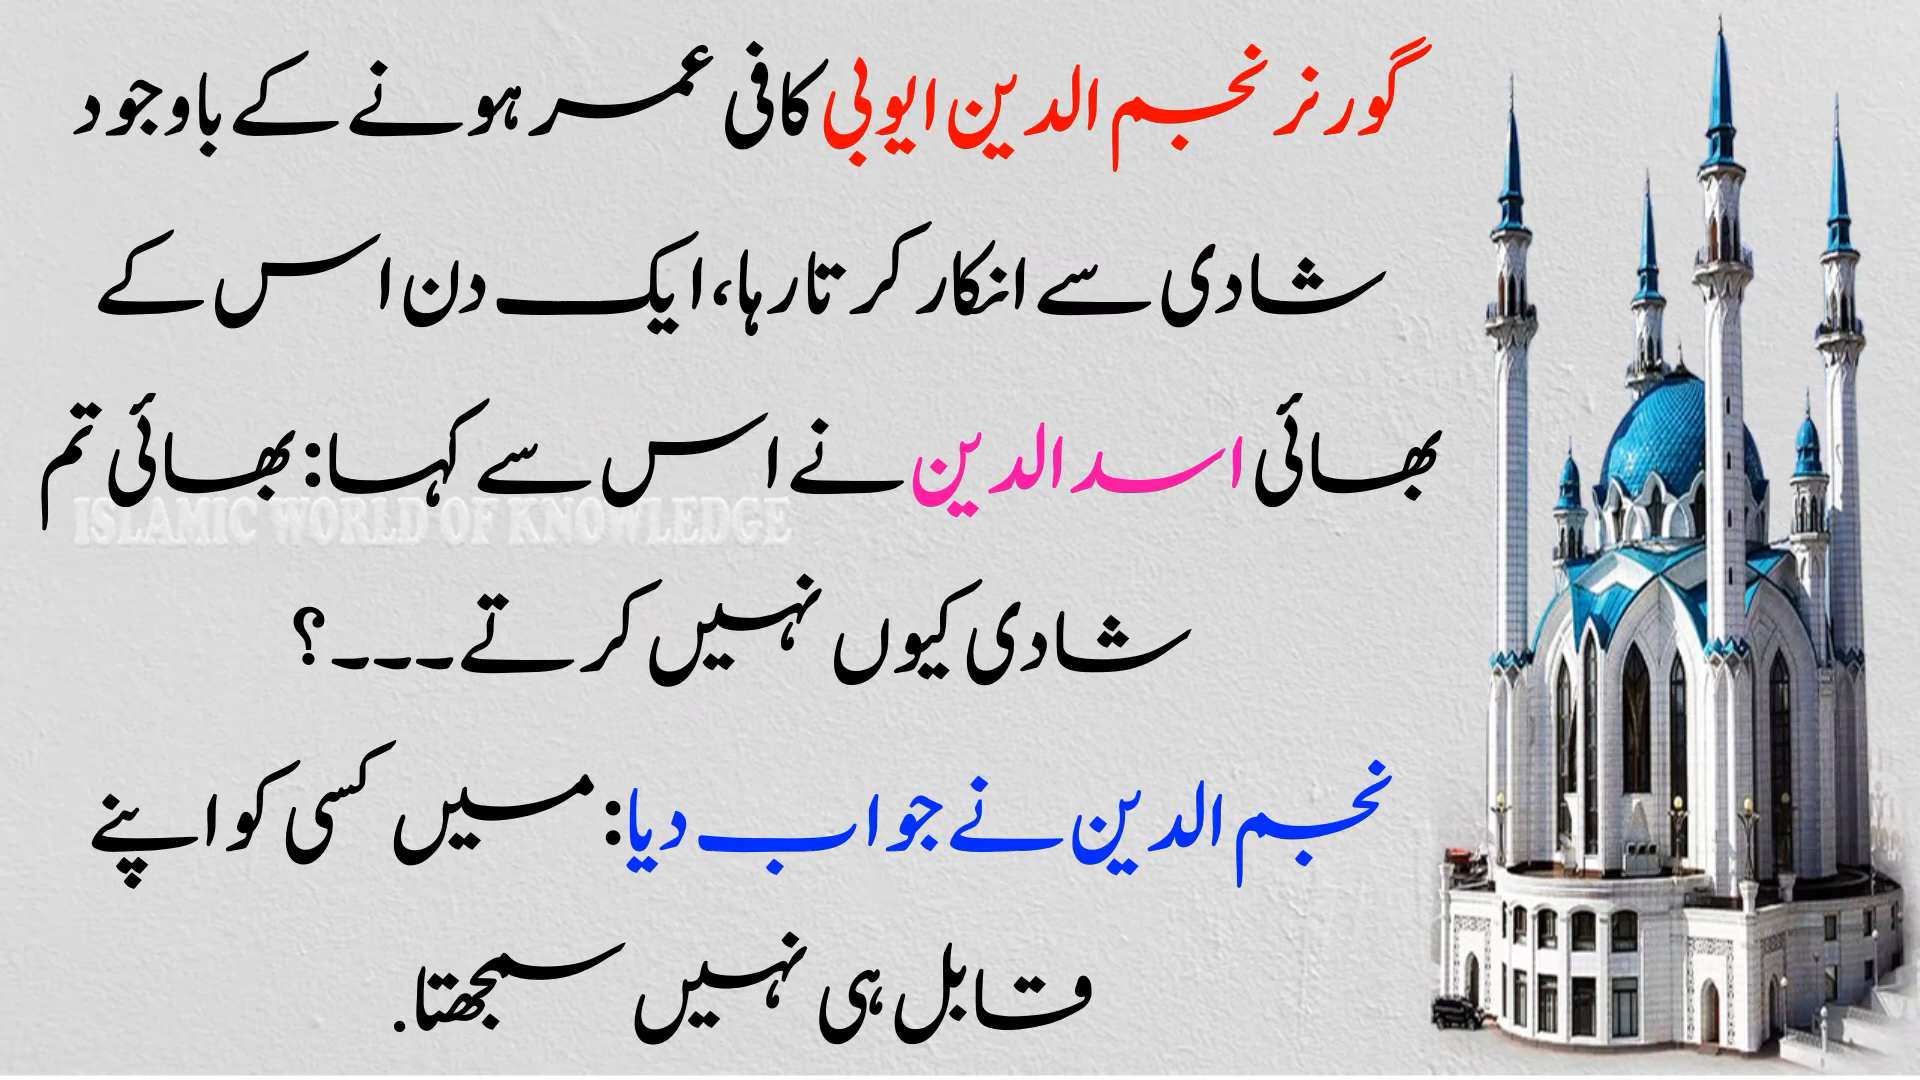 گورنر نجم الدین ایوبی کافی عمر ہونے کے باوجود
شادی سے انکار کرتا رہا، ایک دن اس کے
بھائی اسد الدین نے اس سے کہا: بھائی تم
ISLAMIC WORLD OF KNOWLEDGE
شادی کیوں نہیں کرتے۔۔۔؟
نجم الدین نے جواب دیا: میں کسی کو اپنے
قابل ہی نہیں سمجھتا.